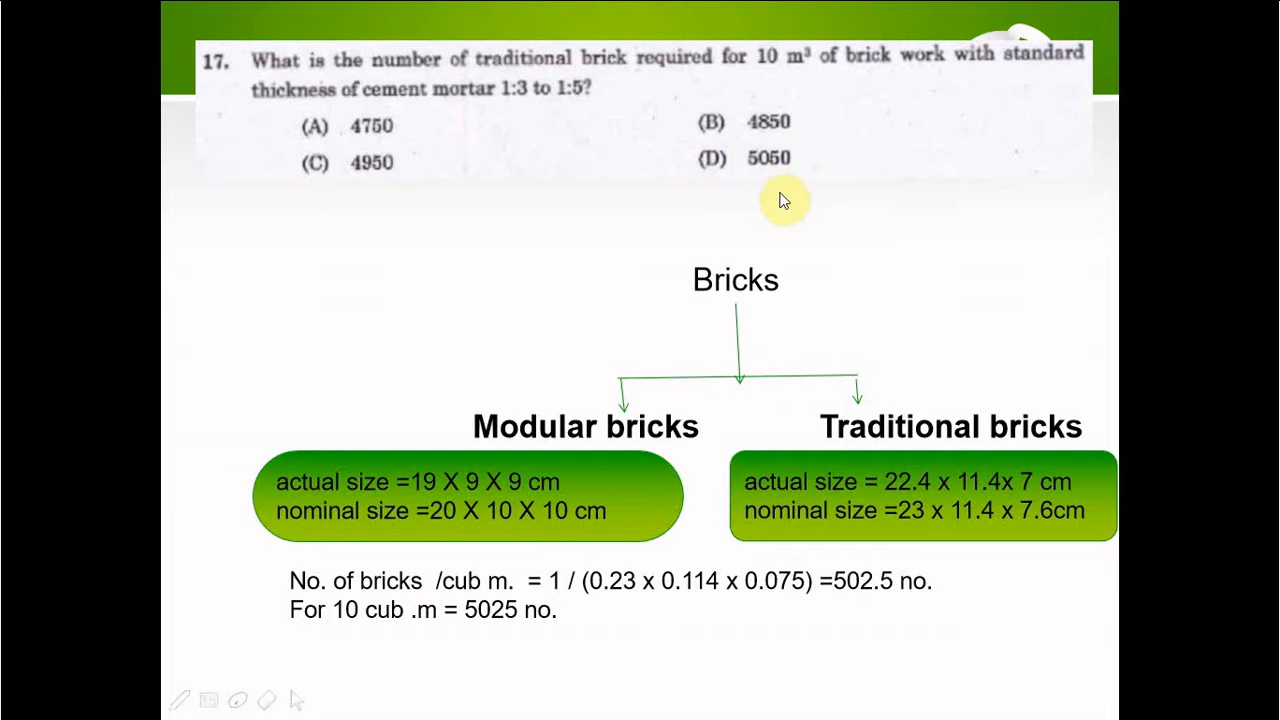 17. What is the number of traditional brick required for 10 m³ of brick work with standard
thickness of cement mortar 1:3 to 1:5?
(A) 4750
(B) 4850
(C) 4950
(D) 5050
Bricks
Modular bricks
Traditional bricks
actual size =19 X 9 X 9 cm
nominal size =20 X 10 X 10 cm
actual size = 22.4 x 11.4x 7 cm
nominal size =23 x 11.4 x 7.6cm
No. of bricks /cub m. = 1 / (0.23 x 0.114 x 0.075) =502.5 no.
For 10 cub .m = 5025 no.